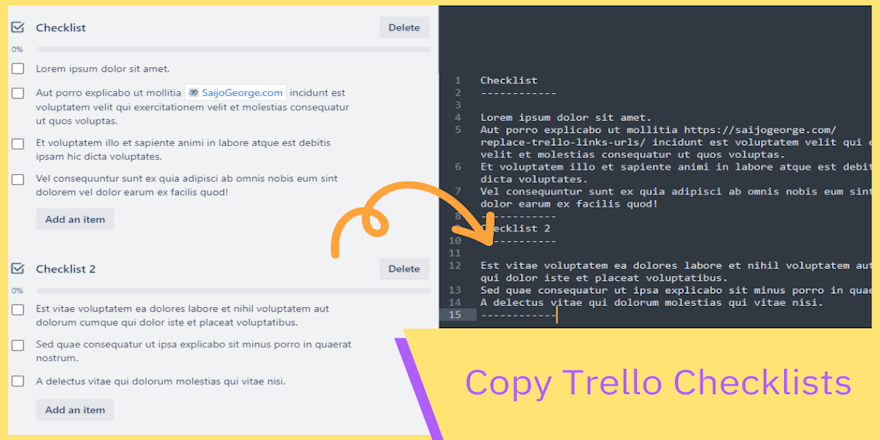 Checklist
Delete
0%
Lorem ipsum dolor sit amet.
Aut porro explicabo ut mollitia SaijoGeorge.com incidunt est
voluptatem velit qui exercitationem velit et molestias consequatur
ut quos voluptas.
Et voluptatem illo et sapiente animi in labore atque est debitis
ipsam hic dicta voluptates.
Vel consequuntur sunt ex quia adipisci ab omnis nobis eum sint
dolorem vel dolor earum ex facilis quod!
Add an item
Checklist 2
Delete
0%
Est vitae voluptatem ea dolores labore et nihil voluptatem aut
dolorum cumque qui dolor iste et placeat voluptatibus.
Sed quae consequatur ut ipsa explicabo sit minus porro in quaerat
nostrum.
A delectus vitae qui dolorum molestias qui vitae nisi.
Add an item
1 Checklist
2 ------------
3
4 Lorem ipsum dolor sit amet.
5 Aut porro explicabo ut mollitia https://saijogeorge.com/
replace-trello-links-urls/ incidunt est voluptatem velit qui e
velit et molestias consequatur ut quos voluptas.
6 Et voluptatem illo et sapiente animi in labore atque est debit
dicta voluptates.
7 Vel consequuntur sunt ex quia adipisci ab omnis nobis eum sint
dolor earum ex facilis quod!
8 ------------
9 Checklist 2
10 ------------
11
12 Est vitae voluptatem ea dolores labore et nihil voluptatem aut
qui dolor iste et placeat voluptatibus.
13 Sed quae consequatur ut ipsa explicabo sit minus porro in quae
14 A delectus vitae qui dolorum molestias qui vitae nisi.
15 ------------
Copy Trello Checklists